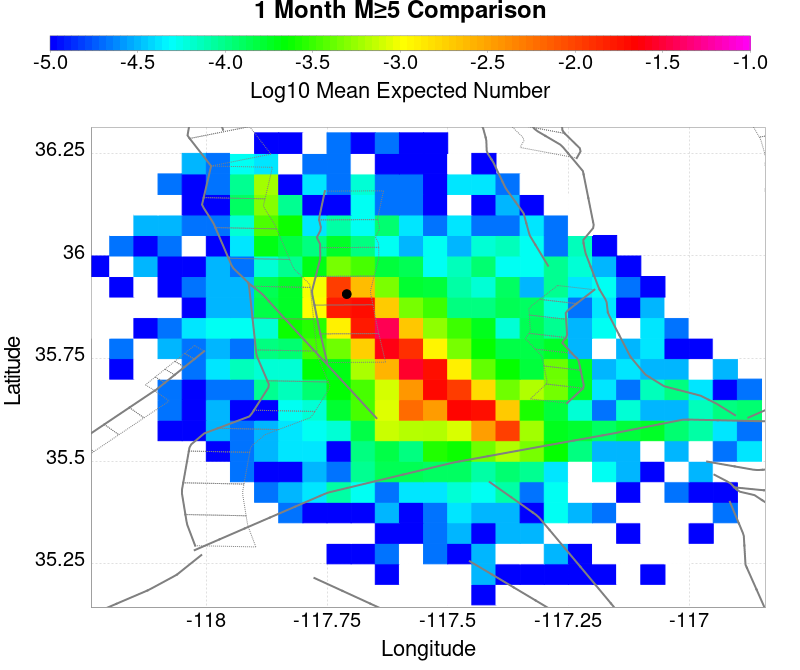 1 Month M≥5 Comparison
-5.0 -4.5 -4.0 -3.5 -3.0 -2.5 -2.0 -1.5 -1.0
Log10 Mean Expected Number
36.25
36
35.75
35.5
35.25
Latitude
-118 -117.75 -117.5 -117.25 -117
Longitude